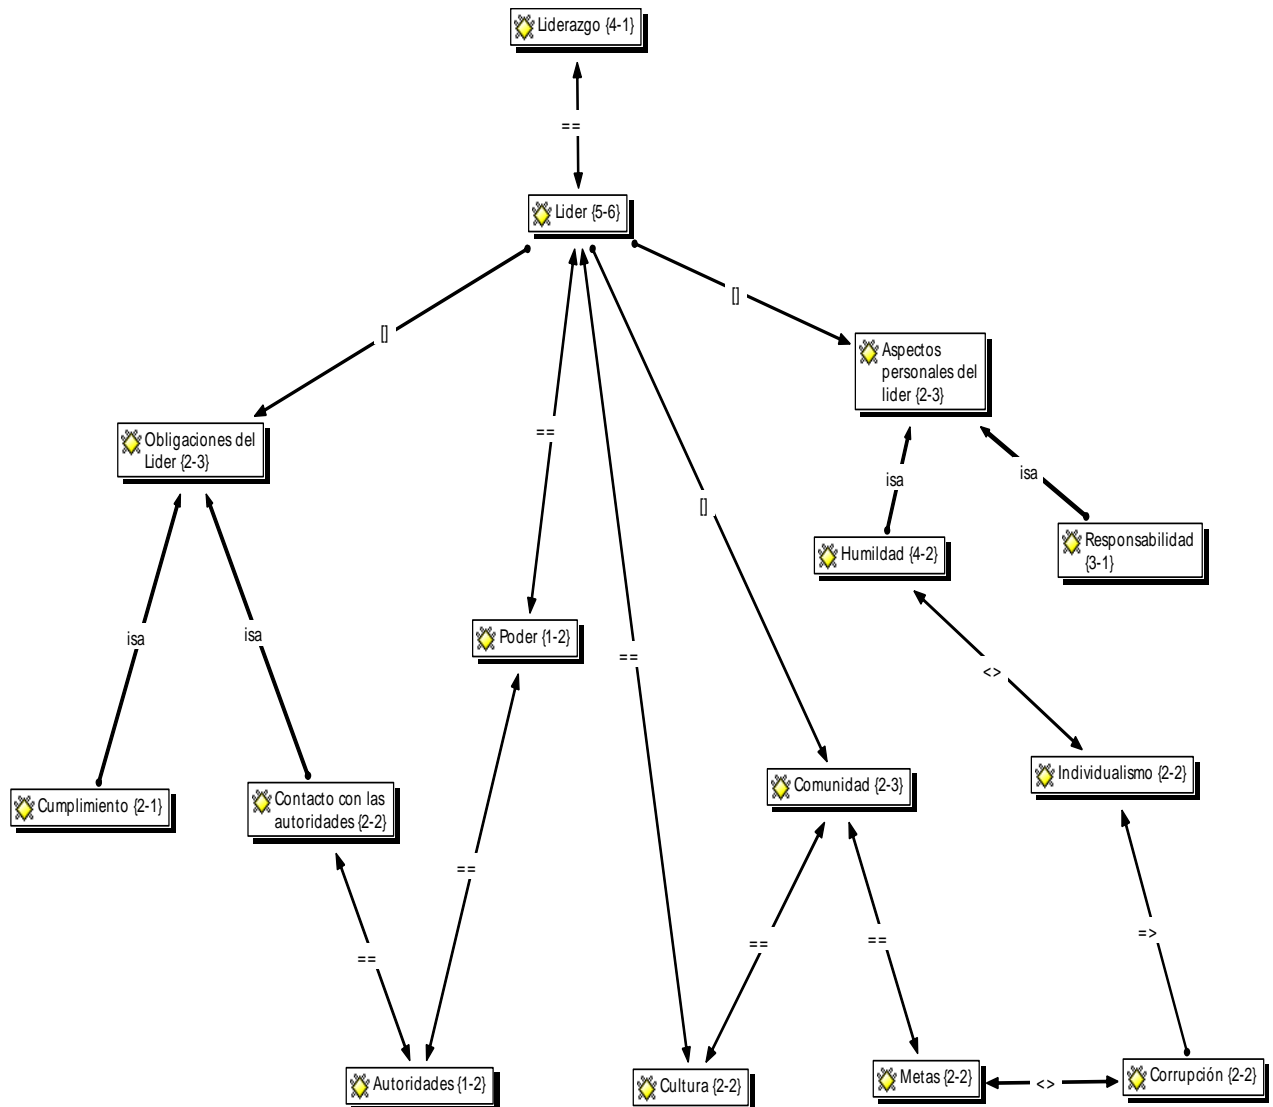 Liderazgo {4-1}
==
Lider {5-6}
[]
[]
Aspectos
personales del
lider {2-3}
==
Obligaciones del
Lider {2-3}
isa
isa
[]
Humildad {4-2}
Responsabilidad
{3-1}
isa
isa
Poder {1-2}
==
<>
Individualismo {2-2}
Comunidad {2-3}
Cumplimiento {2-1}
Contacto con las
autoridades {2-2}
==
=>
==
==
==
Autoridades {1-2}
Cultura {2-2}
Metas {2-2}
<>
Corrupción {2-2}